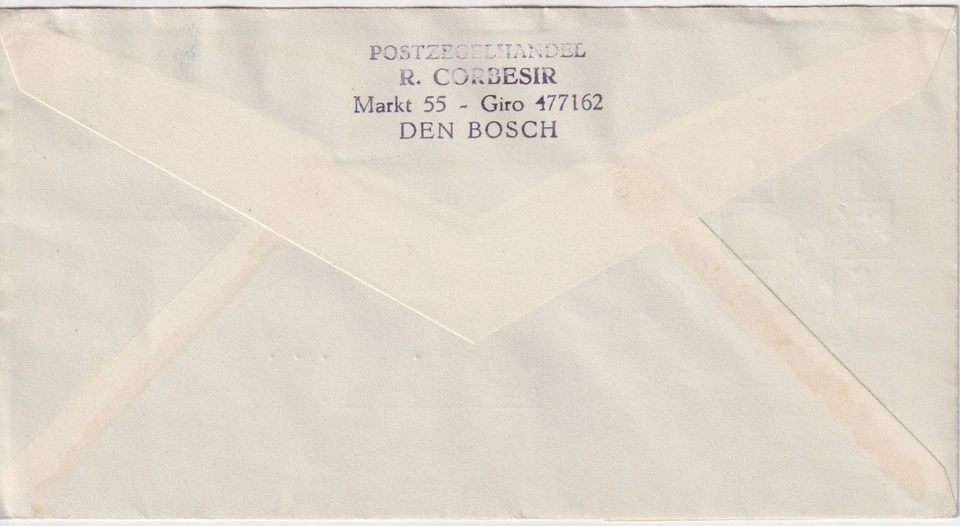 POSTZEGELHANDEL
R. CORBESIR
Markt 55 - Giro 477162
DEN BOSCH